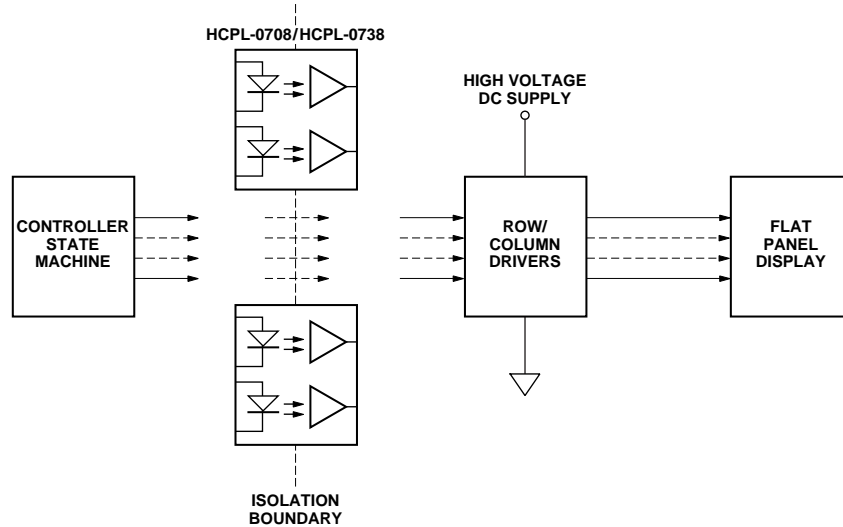 HCPL-0708/HCPL-0738
HIGH VOLTAGE
DC SUPPLY
CONTROLLER
STATE
MACHINE
ROW/
COLUMN
DRIVERS
FLAT
PANEL
DISPLAY
ISOLATION
BOUNDARY